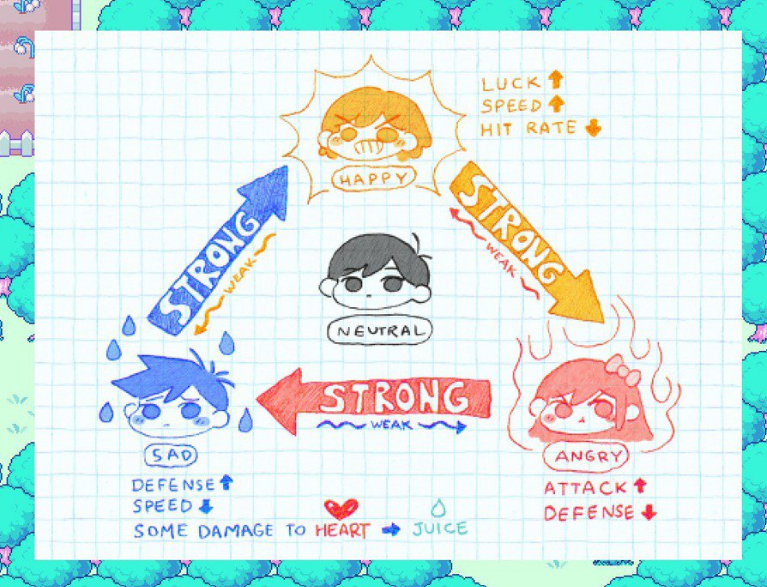 LUCK ↑
SPEED ↑
HIT RATE ↓
HAPPY
STRONG
WEAK
STRONG
WEAK
NEUTRAL
STRONG
WEAK
SAD
DEFENSE ↑
SPEED ↓
SOME DAMAGE TO HEART → JUICE
ANGRY
ATTACK ↑
DEFENSE ↓